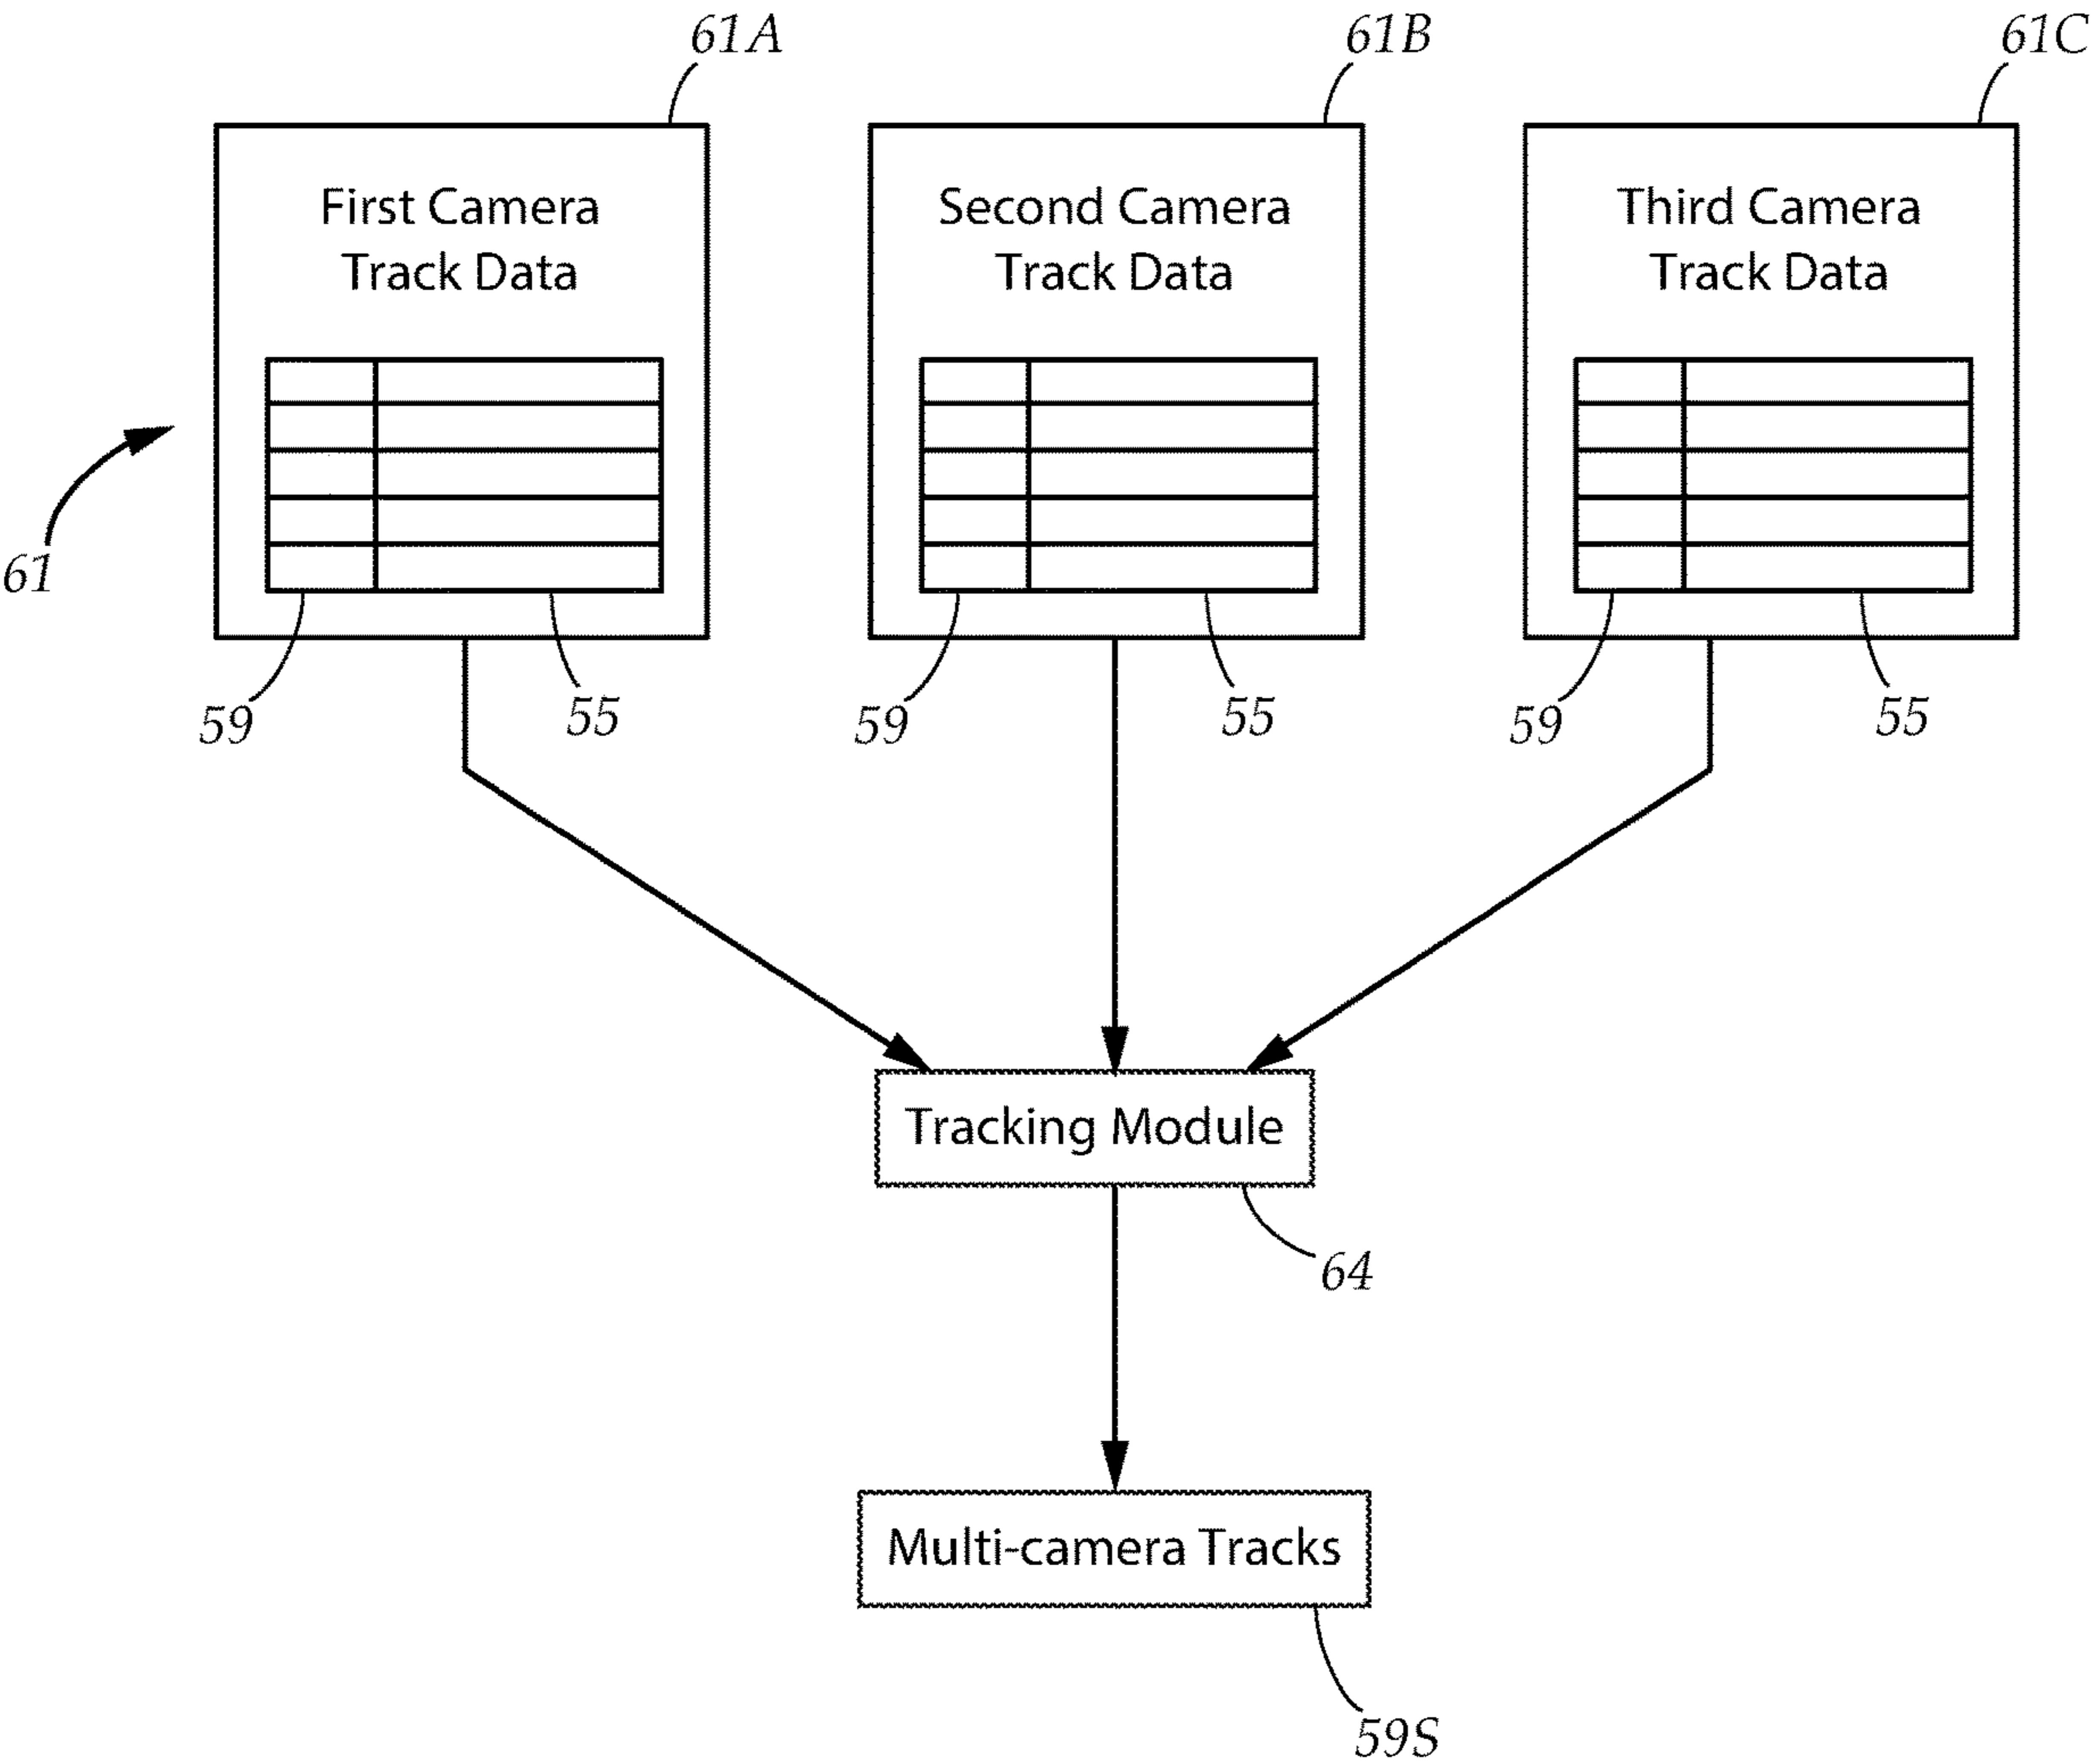 61A
61B
61C
First Camera
Track Data
Second Camera
Track Data
Third Camera
Track Data
61
59
55
59
55
59
55
Tracking Module
64
Multi-camera Tracks
59S